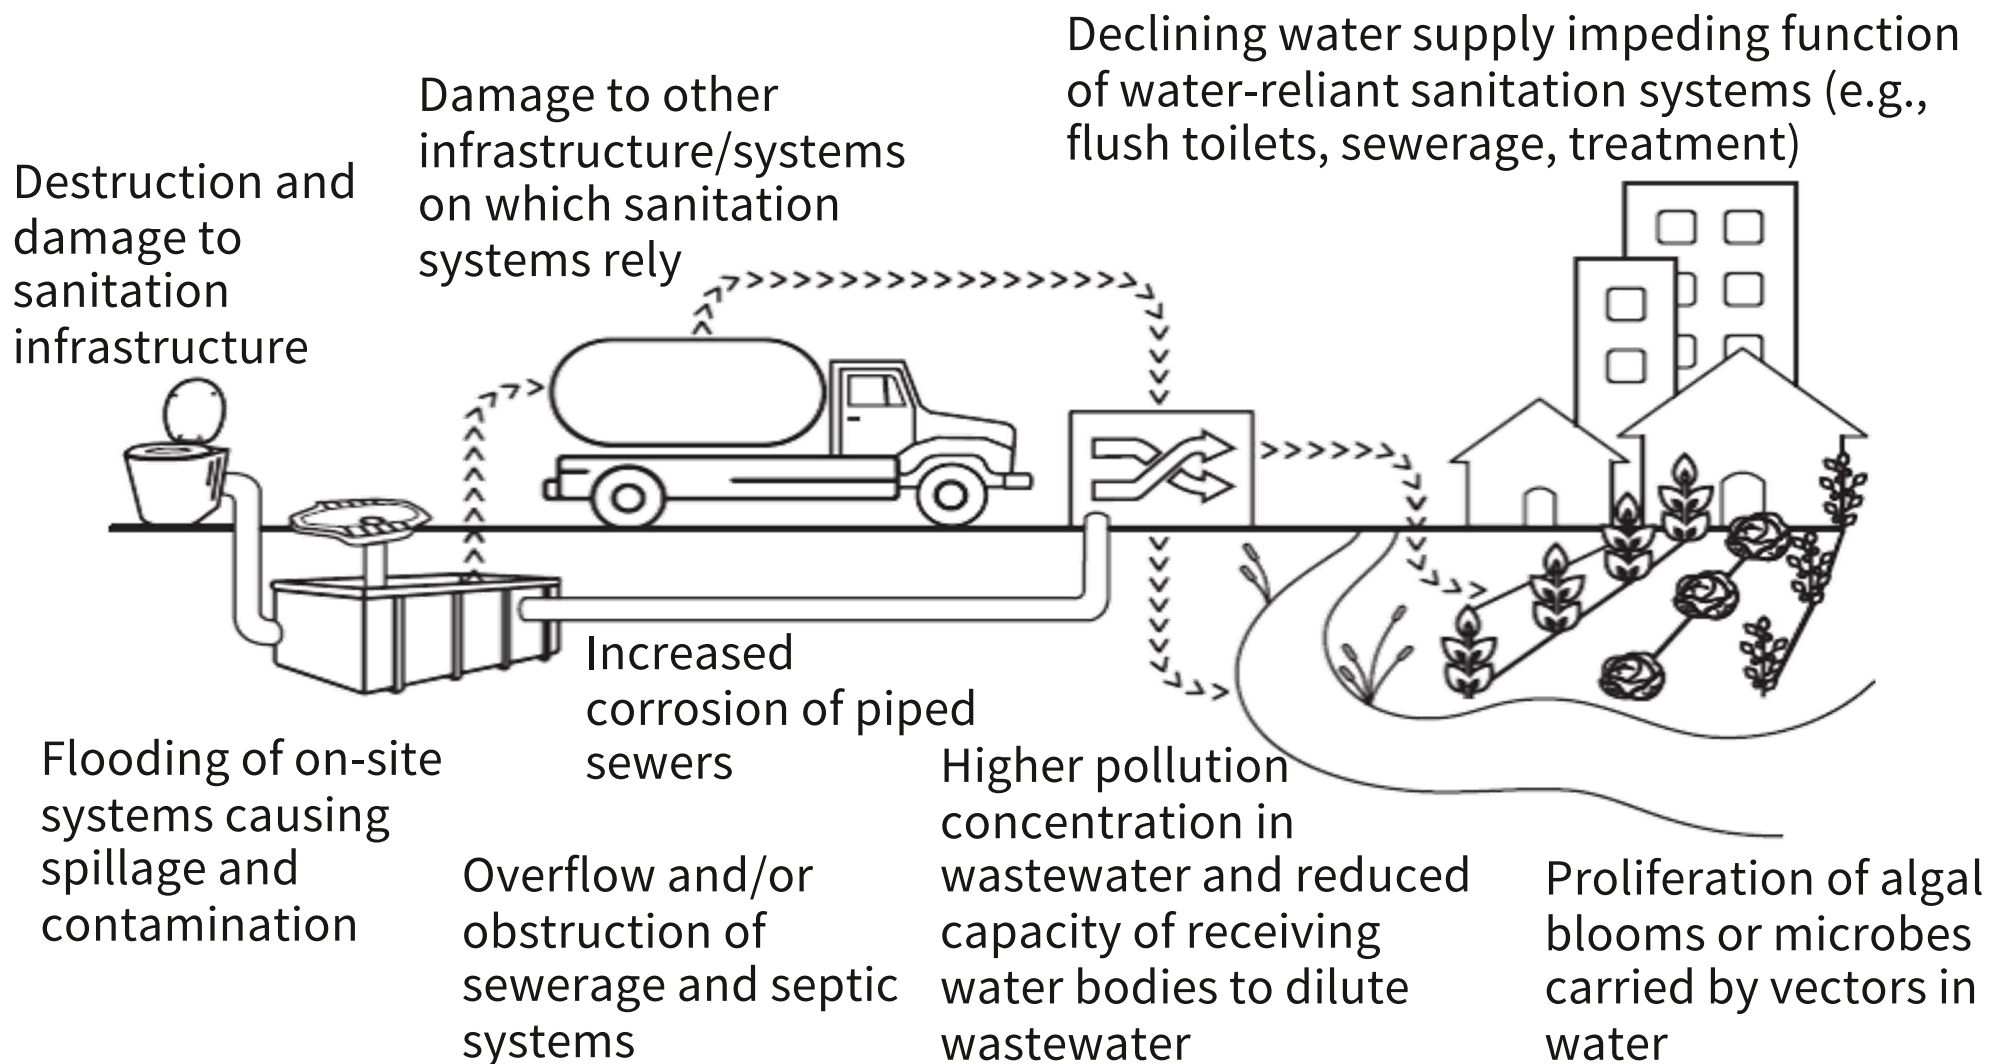 Declining water supply impeding function
of water-reliant sanitation systems (e.g.,
flush toilets, sewerage, treatment)
Damage to other
infrastructure/systems
on which sanitation
systems rely
Destruction and
damage to
sanitation
infrastructure
Increased
corrosion of piped
sewers
Flooding of on-site
systems causing
spillage and
contamination
Overflow and/or
obstruction of
sewerage and septic
systems
Higher pollution
concentration in
wastewater and reduced
capacity of receiving
water bodies to dilute
wastewater
Proliferation of algal
blooms or microbes
carried by vectors in
water